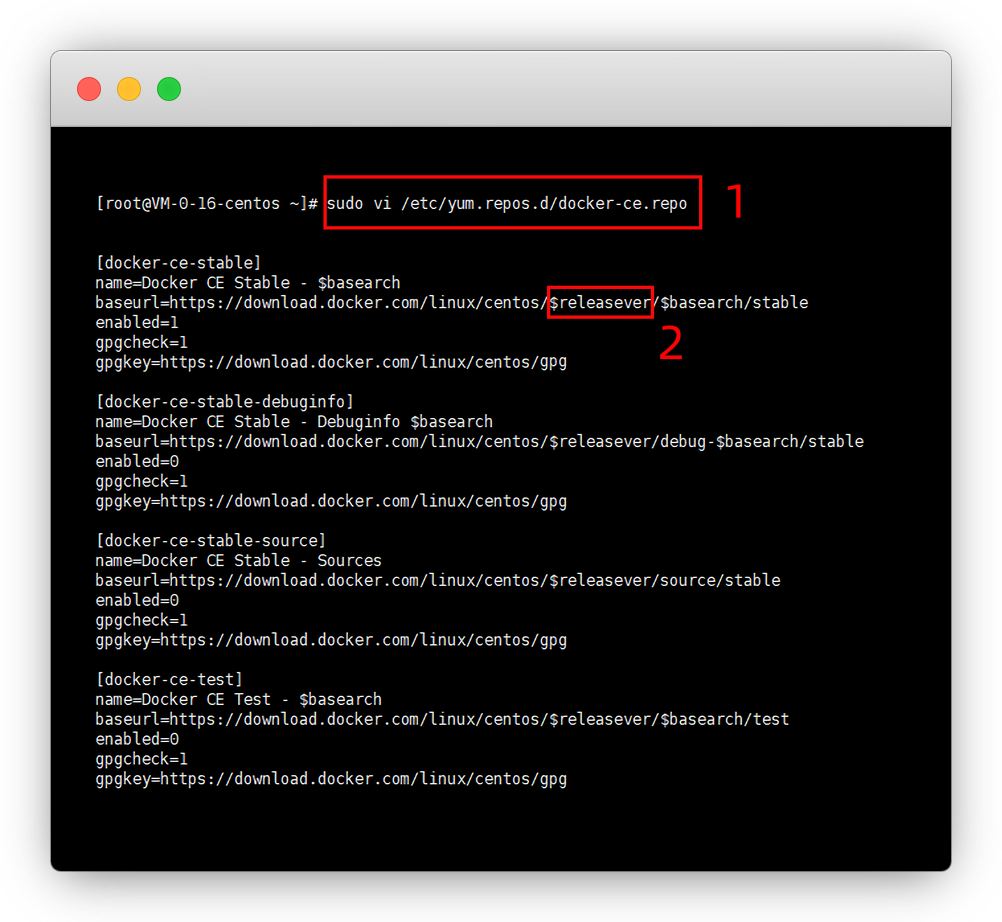 [root@VM-0-16-centos ~]# sudo vi /etc/yum.repos.d/docker-ce.repo
1
[docker-ce-stable]
name=Docker CE Stable - $basearch
baseurl=https://download.docker.com/linux/centos/$releasever/$basearch/stable
enabled=1
2
gpgcheck=1
gpgkey=https://download.docker.com/linux/centos/gpg
[docker-ce-stable-debuginfo]
name=Docker CE Stable - Debuginfo $basearch
baseurl=https://download.docker.com/linux/centos/$releasever/debug-$basearch/stable
enabled=0
gpgcheck=1
gpgkey=https://download.docker.com/linux/centos/gpg
[docker-ce-stable-source]
name=Docker CE Stable - Sources
baseurl=https://download.docker.com/linux/centos/$releasever/source/stable
enabled=0
gpgcheck=1
gpgkey=https://download.docker.com/linux/centos/gpg
[docker-ce-test]
name=Docker CE Test - $basearch
baseurl=https://download.docker.com/linux/centos/$releasever/$basearch/test
enabled=0
gpgcheck=1
gpgkey=https://download.docker.com/linux/centos/gpg